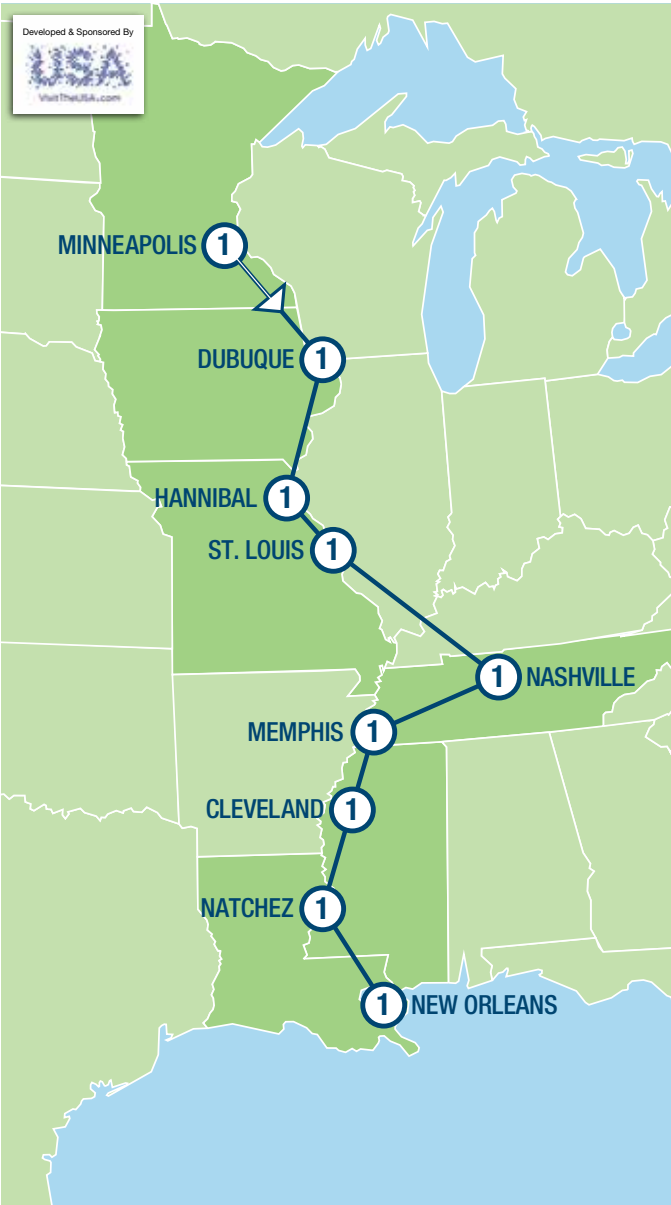 Developed & Sponsored By
USA
VisitTheUSA.com
MINNEAPOLIS 1
DUBUQUE 1
HANNIBAL 1
ST. LOUIS 1
1 NASHVILLE
MEMPHIS 1
CLEVELAND 1
NATCHEZ 1
1 NEW ORLEANS